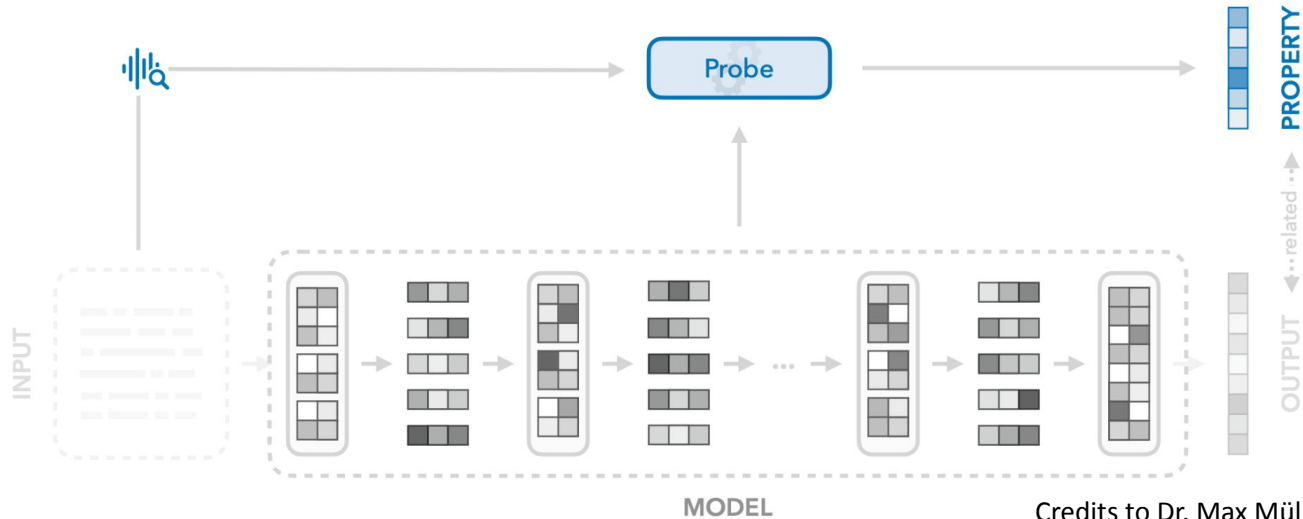 Probe
PROPERTY
related
INPUT
...
OUTPUT
MODEL
Credits to Dr. Max Mül